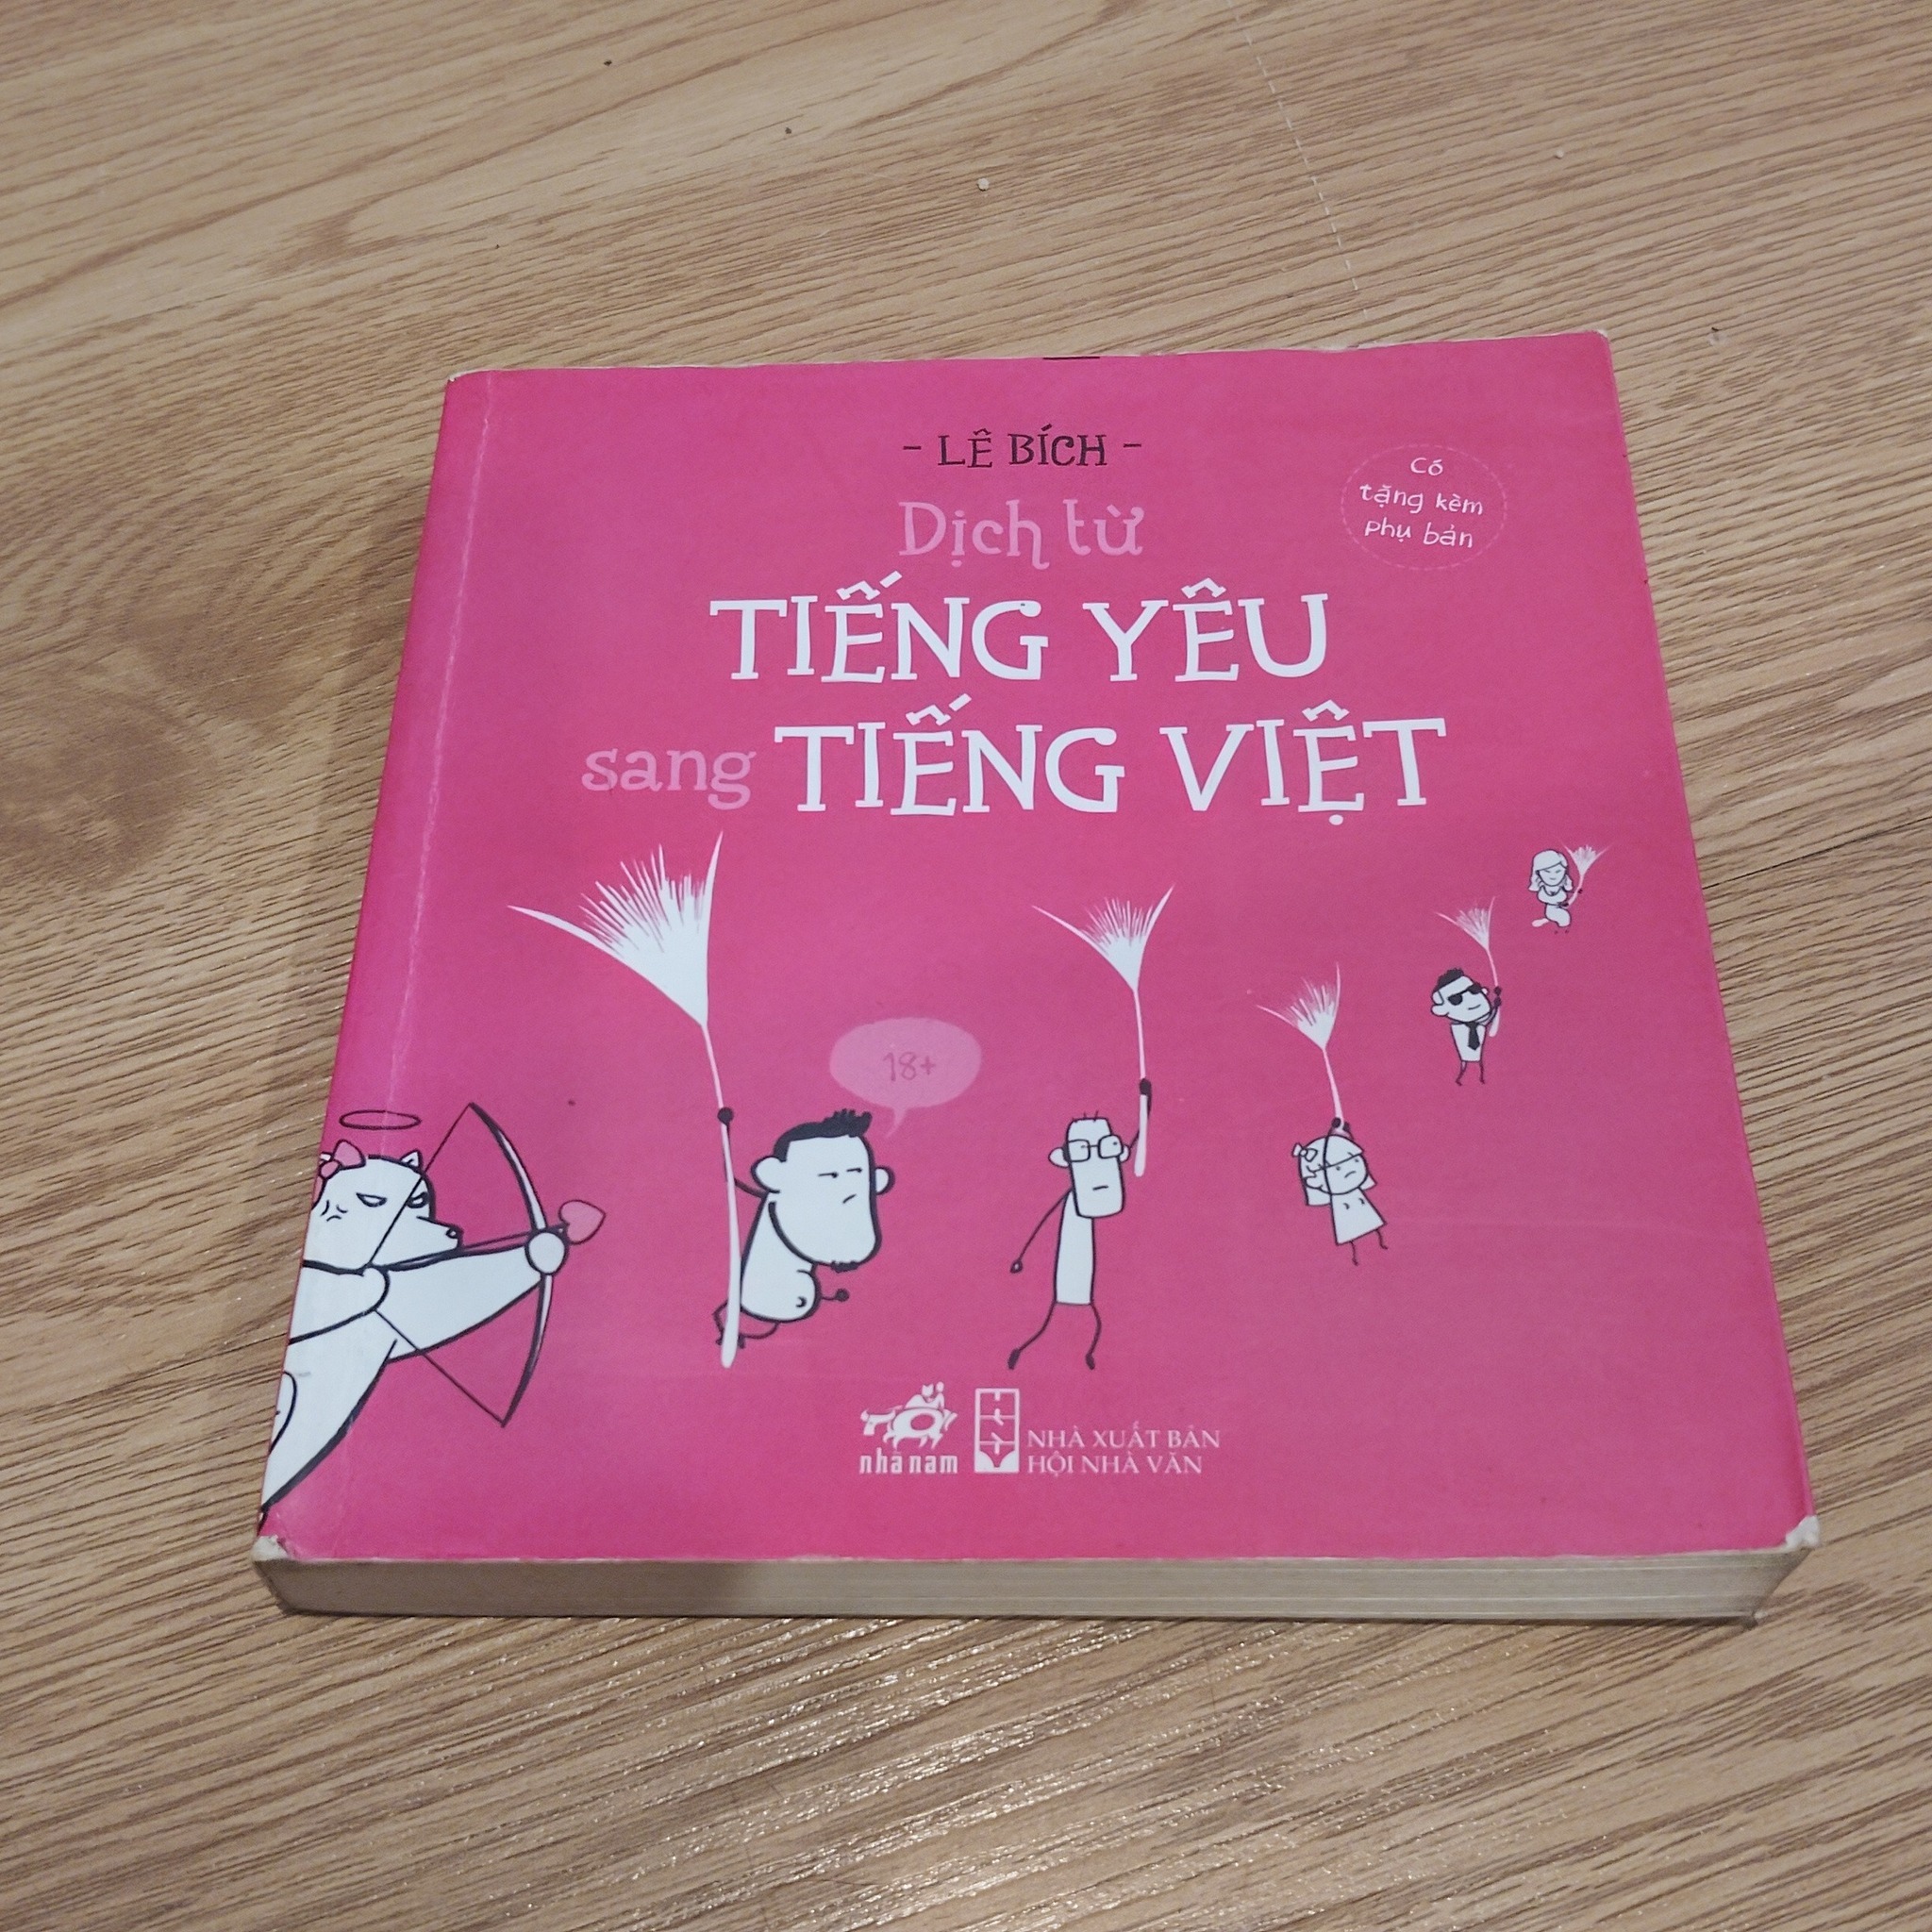 - LÊ BÍCH -
Dịch từ
TIẾNG YÊU
sang TIẾNG VIỆT
Có
tặng kèm
phụ bản
18+
nhã nam
NHÀ XUẤT BẢN
HỘI NHÀ VĂN